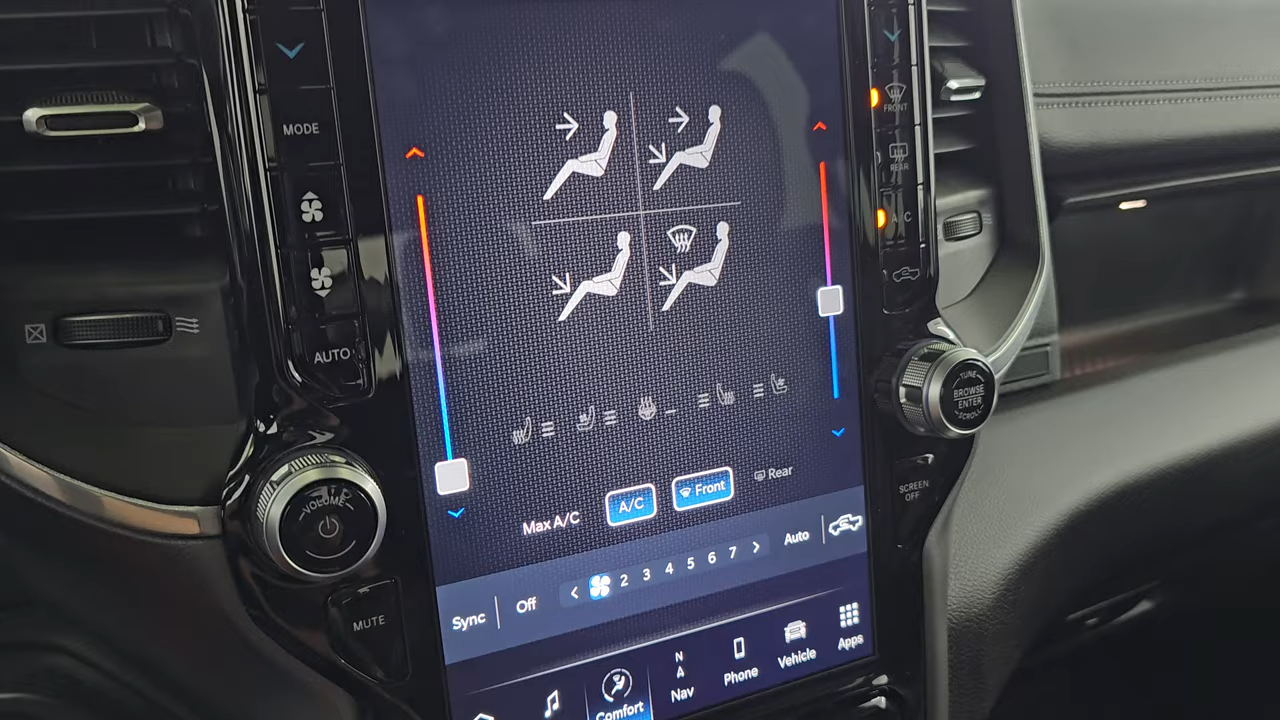 MODE
AUTO
VOLUME
MUTE
Max A/C
A/C
Front
Rear
Sync
Off
2 3 4 5 6 7
Auto
Comfort
N
Nav
Phone
Vehicle
Apps
FRONT
REAR
A/C
TUNE
BROWSE
ENTER
SCROLL
SCREEN
OFF